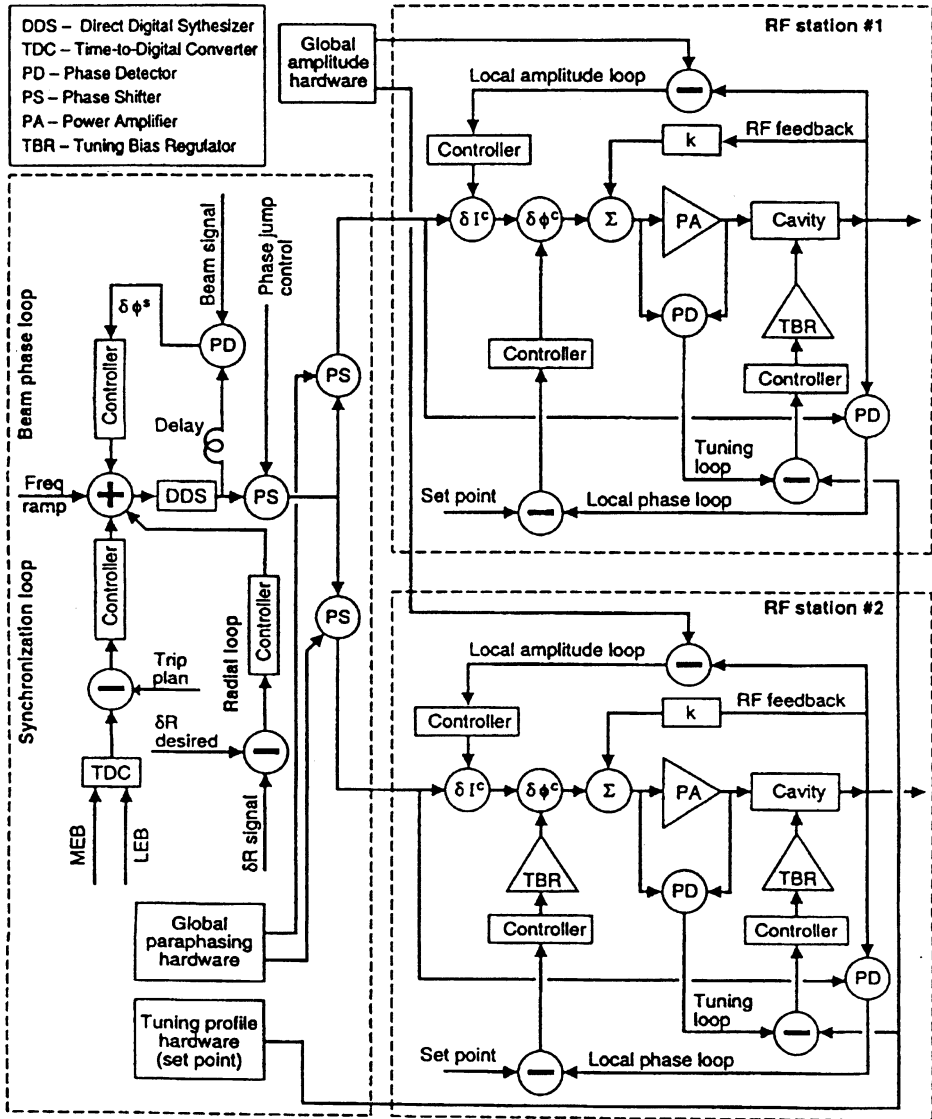 DDS – Direct Digital Sythesizer
TDC – Time-to-Digital Converter
PD – Phase Detector
PS – Phase Shifter
PA – Power Amplifier
TBR – Tuning Bias Regulator
Global
amplitude
hardware
RF station #1
Local amplitude loop
−
Controller
k
RF feedback
δ I^c
δ ϕ^c
Σ
PA
Cavity
PD
TBR
Controller
Controller
PD
Tuning
loop
−
Set point
−
Local phase loop
Beam phase loop
Beam signal
Phase jump
control
δ ϕ^s
PD
Controller
PS
Delay
Freq
ramp
+
DDS
PS
Synchronization loop
Controller
Radial loop
Controller
PS
−
Trip
plan
δR
desired
−
TDC
MEB
LEB
δR signal
Global
paraphasing
hardware
Tuning profile
hardware
(set point)
RF station #2
Local amplitude loop
−
Controller
k
RF feedback
δ I^c
δ ϕ^c
Σ
PA
Cavity
TBR
PD
TBR
Controller
Controller
PD
Tuning
loop
−
Set point
−
Local phase loop